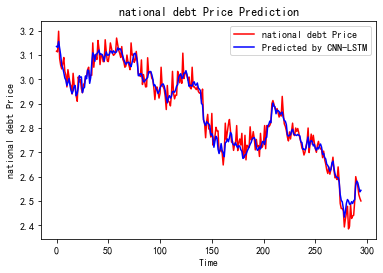 national debt Price Prediction
national debt Price
Predicted by CNN-LSTM
national debt Price
3.2
3.1
3.0
2.9
2.8
2.7
2.6
2.5
2.4
0 50 100 150 200 250 300
Time